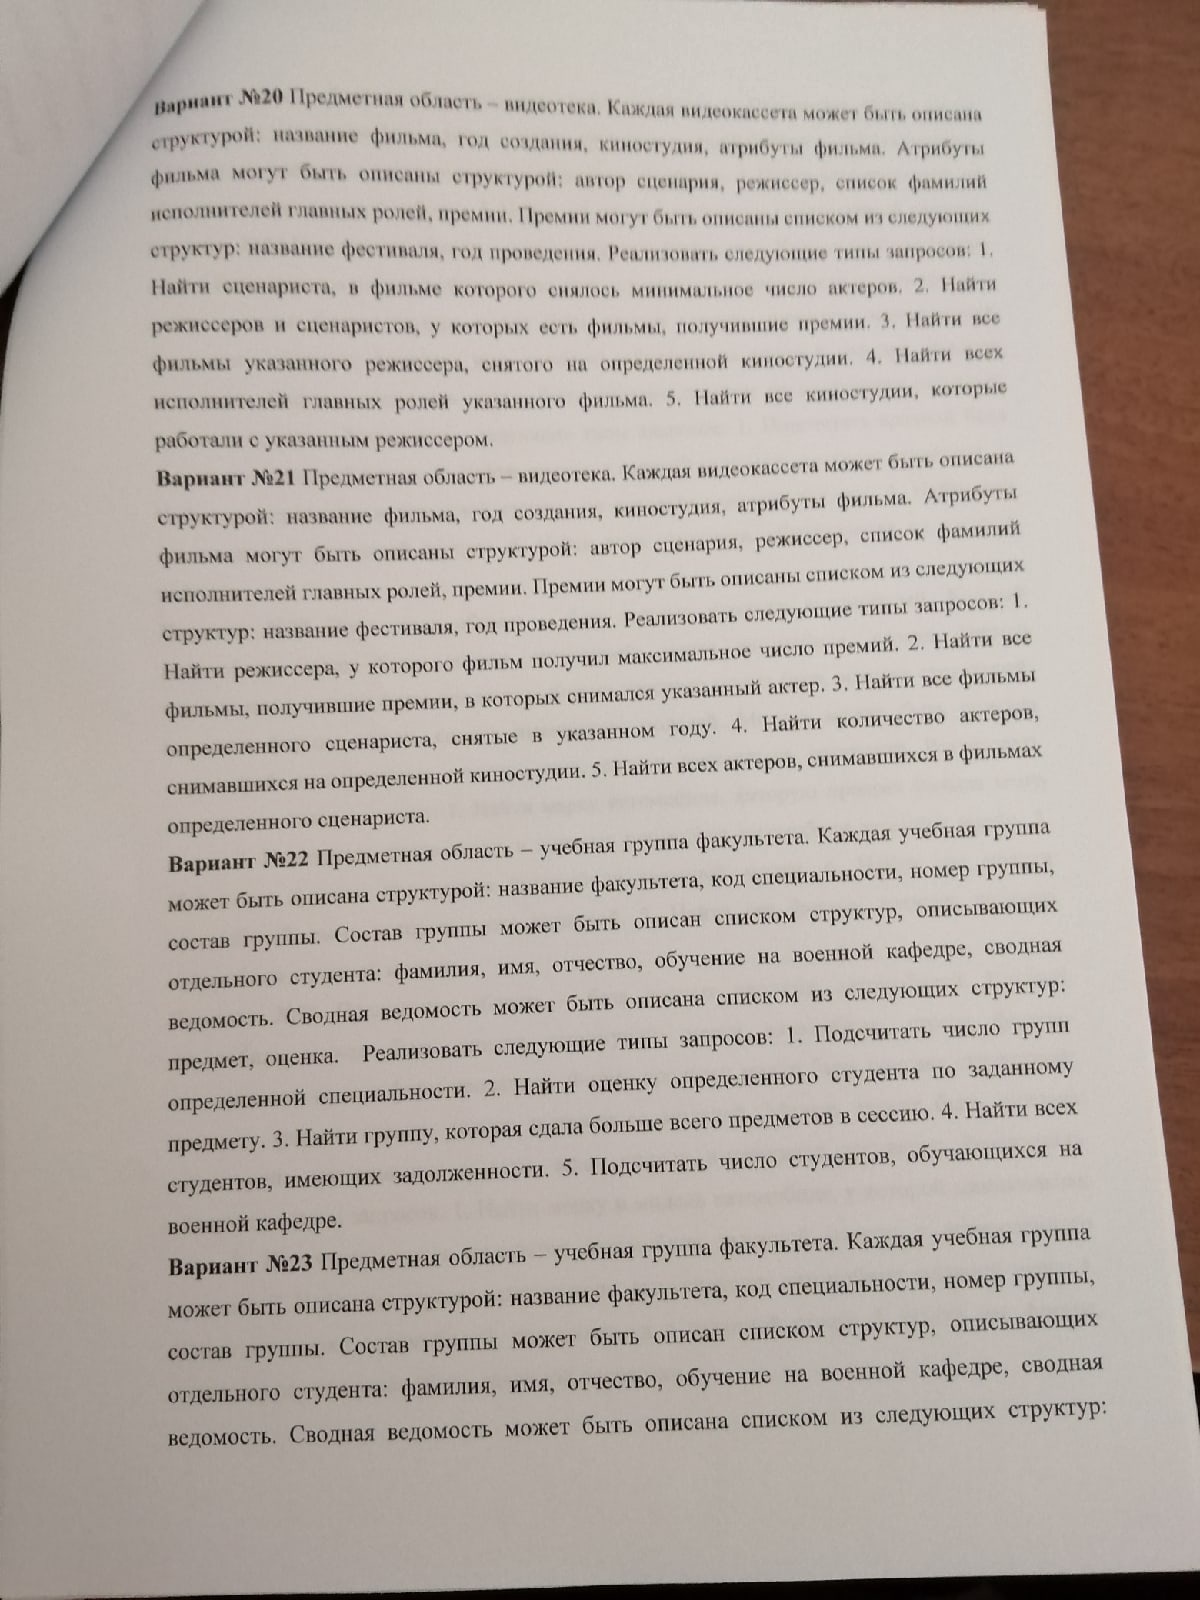 Вариант №20 Предметная область – видеотека. Каждая видеокассета может быть описана
структурой: название фильма, год создания, киностудия, атрибуты фильма. Атрибуты
фильма могут быть описаны структурой: автор сценария, режиссер, список фамилий
исполнителей главных ролей, премии. Премии могут быть описаны списком из следующих
структур: название фестиваля, год проведения. Реализовать следующие типы запросов: 1.
Найти сценариста, в фильме которого снялось минимальное число актеров. 2. Найти
режиссеров и сценаристов, у которых есть фильмы, получившие премии. 3. Найти все
фильмы указанного режиссера, снятого на определенной киностудии. 4. Найти всех
исполнителей главных ролей указанного фильма. 5. Найти все киностудии, которые
работали с указанным режиссером.
Вариант №21 Предметная область – видеотека. Каждая видеокассета может быть описана
структурой: название фильма, год создания, киностудия, атрибуты фильма. Атрибуты
фильма могут быть описаны структурой: автор сценария, режиссер, список фамилий
исполнителей главных ролей, премии. Премии могут быть описаны списком из следующих
структур: название фестиваля, год проведения. Реализовать следующие типы запросов: 1.
Найти режиссера, у которого фильм получил максимальное число премий. 2. Найти все
фильмы, получившие премии, в которых снимался указанный актер. 3. Найти все фильмы
определенного сценариста, снятые в указанном году. 4. Найти количество актеров,
снимавшихся на определенной киностудии. 5. Найти всех актеров, снимавшихся в фильмах
определенного сценариста.
Вариант №22 Предметная область – учебная группа факультета. Каждая учебная группа
может быть описана структурой: название факультета, код специальности, номер группы,
состав группы. Состав группы может быть описан списком структур, описывающих
отдельного студента: фамилия, имя, отчество, обучение на военной кафедре, сводная
ведомость. Сводная ведомость может быть описана списком из следующих структур:
предмет, оценка. Реализовать следующие типы запросов: 1. Подсчитать число групп
определенной специальности. 2. Найти оценку определенного студента по заданному
предмету. 3. Найти группу, которая сдала больше всего предметов в сессию. 4. Найти всех
студентов, имеющих задолженности. 5. Подсчитать число студентов, обучающихся на
военной кафедре.
Вариант №23 Предметная область – учебная группа факультета. Каждая учебная группа
может быть описана структурой: название факультета, код специальности, номер группы,
состав группы. Состав группы может быть описан списком структур, описывающих
отдельного студента: фамилия, имя, отчество, обучение на военной кафедре, сводная
ведомость. Сводная ведомость может быть описана списком из следующих структур: